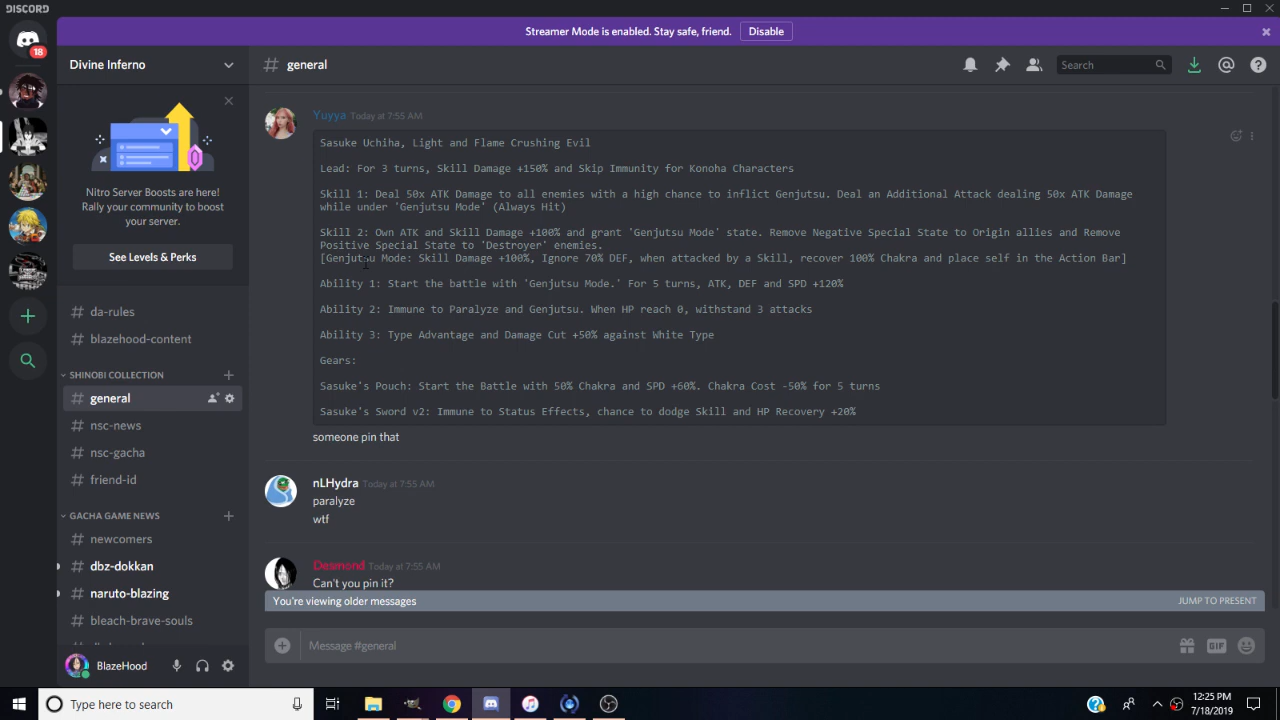 DISCORD
Streamer Mode is enabled. Stay safe, friend.
Disable
18
Divine Inferno
Nitro Server Boosts are here!
Rally your community to
boost your server.
See Levels & Perks
# da-rules
# blazehood-content
SHINOBI COLLECTION
# general
# nsc-news
# nsc-gacha
# friend-id
GACHA GAME NEWS
# newcomers
# dbz-dokkan
# naruto-blazing
# bleach-brave-souls
BlazeHood
# general
Search
Yuyya Today at 7:55 AM
Sasuke Uchiha, Light and Flame Crushing Evil
Lead: For 3 turns, Skill Damage +150% and Skip Immunity for Konoha Characters
Skill 1: Deal 50x ATK Damage to all enemies with a high chance to inflict Genjutsu. Deal an Additional Attack dealing 50x ATK Damage
while under 'Genjutsu Mode' (Always Hit)
Skill 2: Own ATK and Skill Damage +100% and grant 'Genjutsu Mode' state. Remove Negative Special State to Origin allies and Remove
Positive Special State to 'Destroyer' enemies.
[Genjutsu Mode: Skill Damage +100%, Ignore 70% DEF, when attacked by a Skill, recover 100% Chakra and place self in the Action Bar]
Ability 1: Start the battle with 'Genjutsu Mode.' For 5 turns, ATK, DEF and SPD +120%
Ability 2: Immune to Paralyze and Genjutsu. When HP reach 0, withstand 3 attacks
Ability 3: Type Advantage and Damage Cut +50% against White Type
Gears:
Sasuke's Pouch: Start the Battle with 50% Chakra and SPD +60%. Chakra Cost -50% for 5 turns
Sasuke's Sword v2: Immune to Status Effects, chance to dodge Skill and HP Recovery +20%
someone pin that
nLHydra Today at 7:55 AM
paralyze
wtf
Desmond Today at 7:55 AM
Can't you pin it?
You're viewing older messages
JUMP TO PRESENT
Message #general
GIF
Type here to search
12:25 PM
7/18/2019